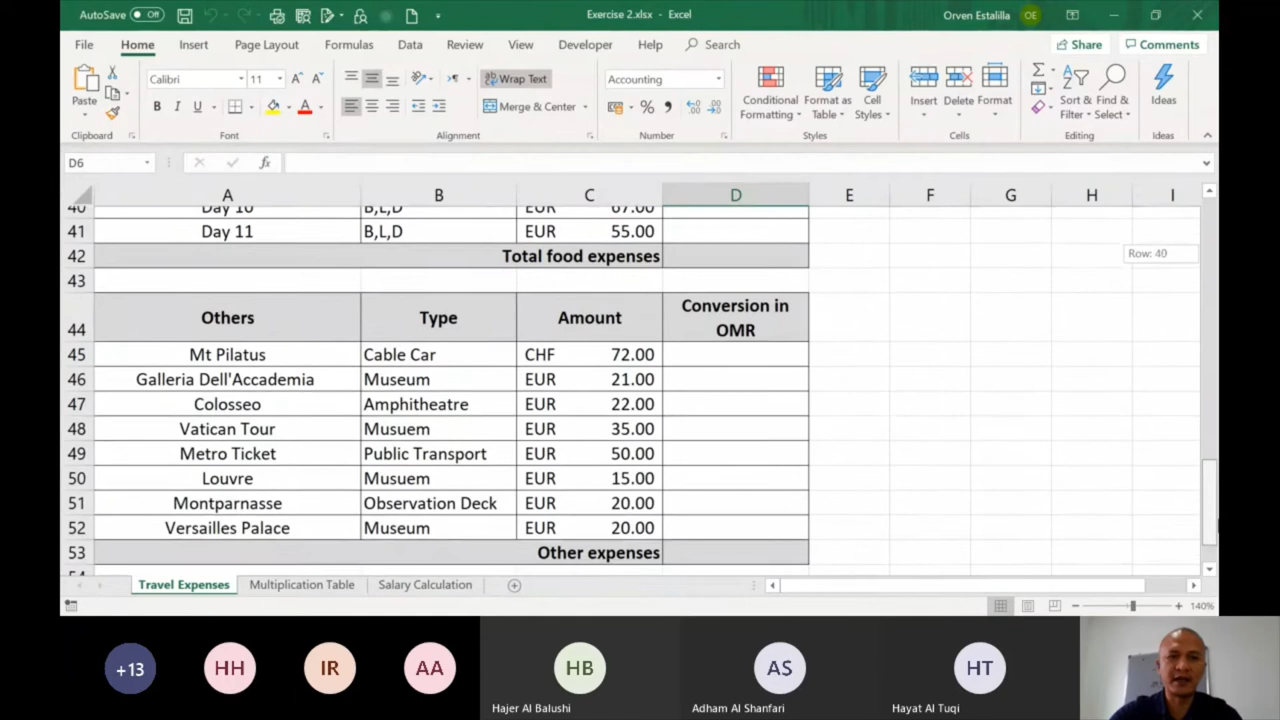 AutoSave Off Exercise 2.xlsx - Excel Orven Estalilla OE
File Home Insert Page Layout Formulas Data Review View Developer Help Search Share Comments
Calibri 11 Wrap Text Accounting
Paste B I U Merge & Center Conditional Formatting Format as Table Cell Styles Insert Delete Format Sort & Filter Find & Select Ideas
Clipboard Font Alignment Number Styles Cells Editing Ideas
D6 fx
A B C D E F G H I
40 Day 10 B,L,D EUR 67.00
41 Day 11 B,L,D EUR 55.00
42 Total food expenses Row: 40
43
44 Others Type Amount Conversion in OMR
45 Mt Pilatus Cable Car CHF 72.00
46 Galleria Dell'Accademia Museum EUR 21.00
47 Colosseo Amphitheatre EUR 22.00
48 Vatican Tour Musuem EUR 35.00
49 Metro Ticket Public Transport EUR 50.00
50 Louvre Musuem EUR 15.00
51 Montparnasse Observation Deck EUR 20.00
52 Versailles Palace Museum EUR 20.00
53 Other expenses
Travel Expenses Multiplication Table Salary Calculation
140%
+13 HH IR AA HB AS HT
Hajer Al Balushi Adham Al Shanfari Hayat Al Tuqi